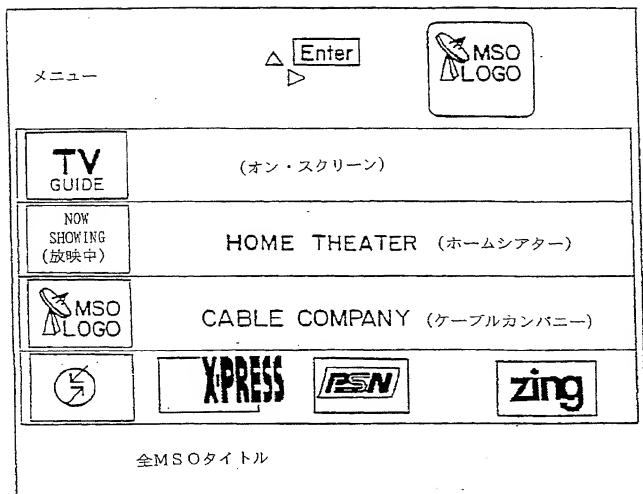 メニュー
Enter
MSO
LOGO
TV
GUIDE
(オン・スクリーン)
NOW
SHOWING
(放映中)
HOME THEATER (ホームシアター)
MSO
LOGO
CABLE COMPANY (ケーブルカンパニー)
X·PRESS PSN zing
全MSOタイトル